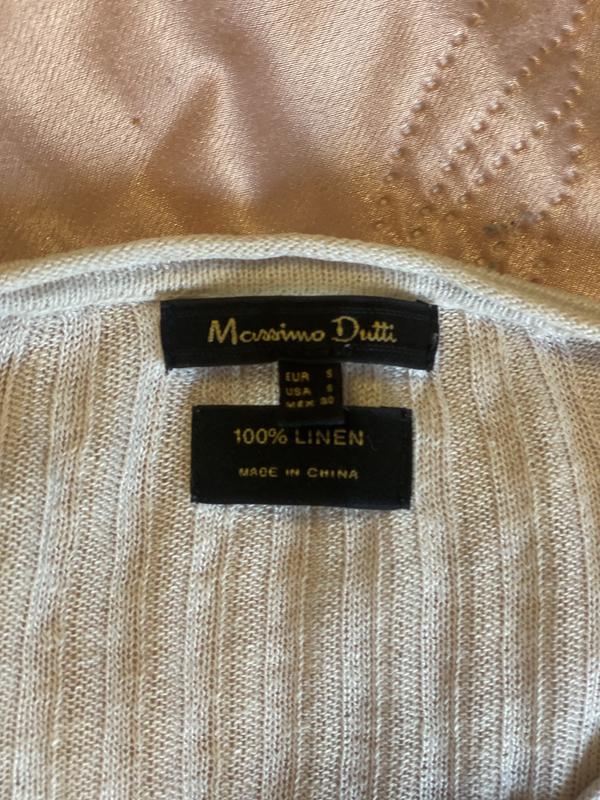 Massimo Dutti
EUR S
USA S
MEX 30
100% LINEN
MADE IN CHINA